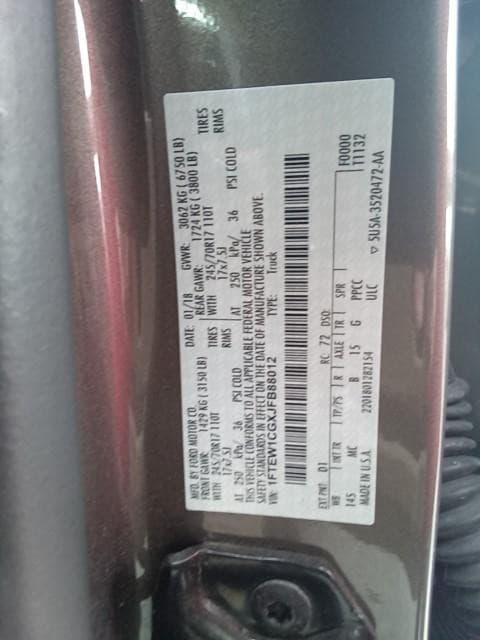 MFD. BY FORD MOTOR CO.
DATE: 01/18 GVWR: 3062 KG ( 6750 LB)
FRONT GAWR: 1429 KG ( 3150 LB) REAR GAWR: 1724 KG ( 3800 LB)
WITH 245/70R17 110T TIRES WITH 245/70R17 110T TIRES
17x7.5J RIMS 17x7.5J RIMS
AT 250 kPa/ 36 PSI COLD AT 250 kPa/ 36 PSI COLD
THIS VEHICLE CONFORMS TO ALL APPLICABLE FEDERAL MOTOR VEHICLE
SAFETY STANDARDS IN EFFECT ON THE DATE OF MANUFACTURE SHOWN ABOVE.
VIN: 1FTEW1CGXJFB88012 TYPE: Truck
F0000
T1132
EXT PNT: D1 RC: 72 DSO:
WB INT TR TP/PS R AXLE TR SPR
145 MC B 15 G PPCC
2201801282154 ULC
MADE IN U.S.A. ▽ 5U5A-3520472-AA